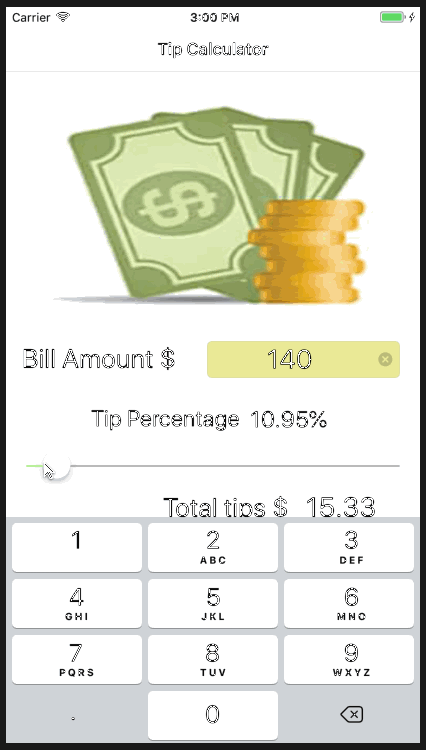 Carrier 3:00 PM
Tip Calculator
$
Bill Amount $ 140
Tip Percentage 10.95%
Total tips $ 15.33
1 2 3
ABC DEF
4 5 6
GHI JKL MNO
7 8 9
PQRS TUV WXYZ
. 0